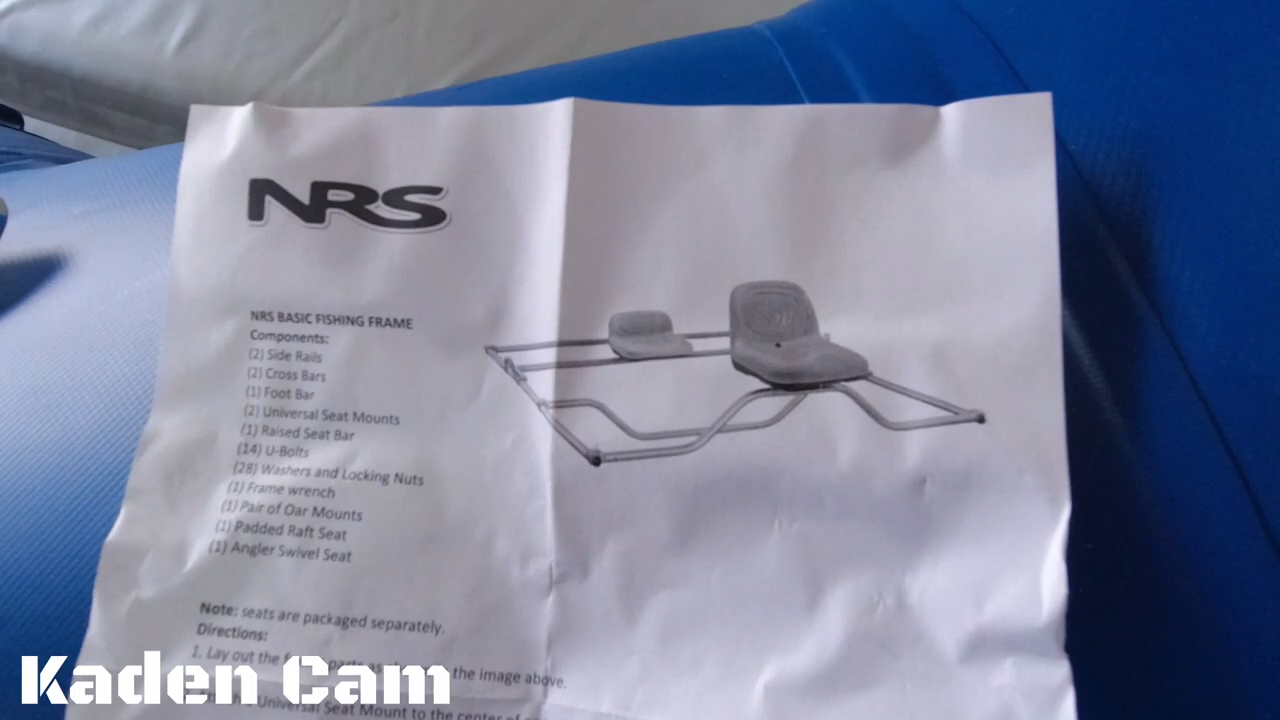 NRS
NRS BASIC FISHING FRAME
Components:
(2) Side Rails
(2) Cross Bars
(1) Foot Bar
(2) Universal Seat Mounts
(1) Raised Seat Bar
(14) U-Bolts
(28) Washers and Locking Nuts
(1) Frame wrench
(1) Pair of Oar Mounts
(1) Padded Raft Seat
(1) Angler Swivel Seat
Note: seats are packaged separately.
Directions:
1. Lay out the parts as the image above.
Universal Seat Mount to the center of
Kaden Cam